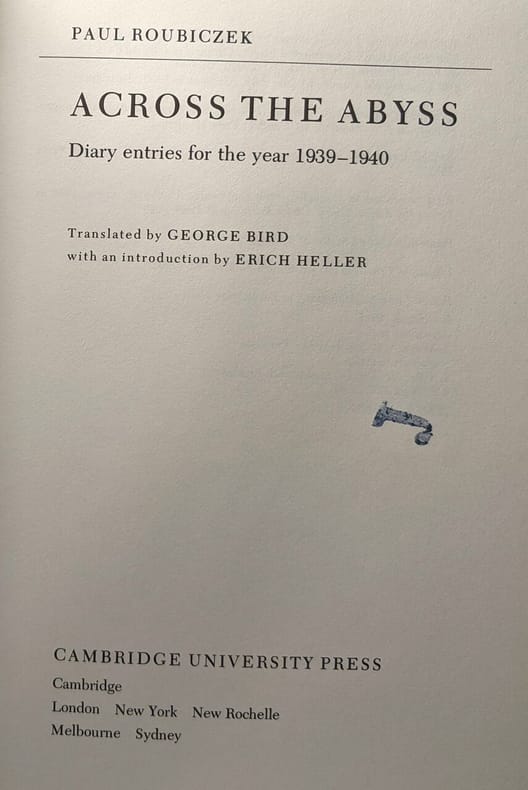 PAUL ROUBICZEK
ACROSS THE ABYSS
Diary entries for the year 1939–1940
Translated by GEORGE BIRD
with an introduction by ERICH HELLER
CAMBRIDGE UNIVERSITY PRESS
Cambridge
London New York New Rochelle
Melbourne Sydney